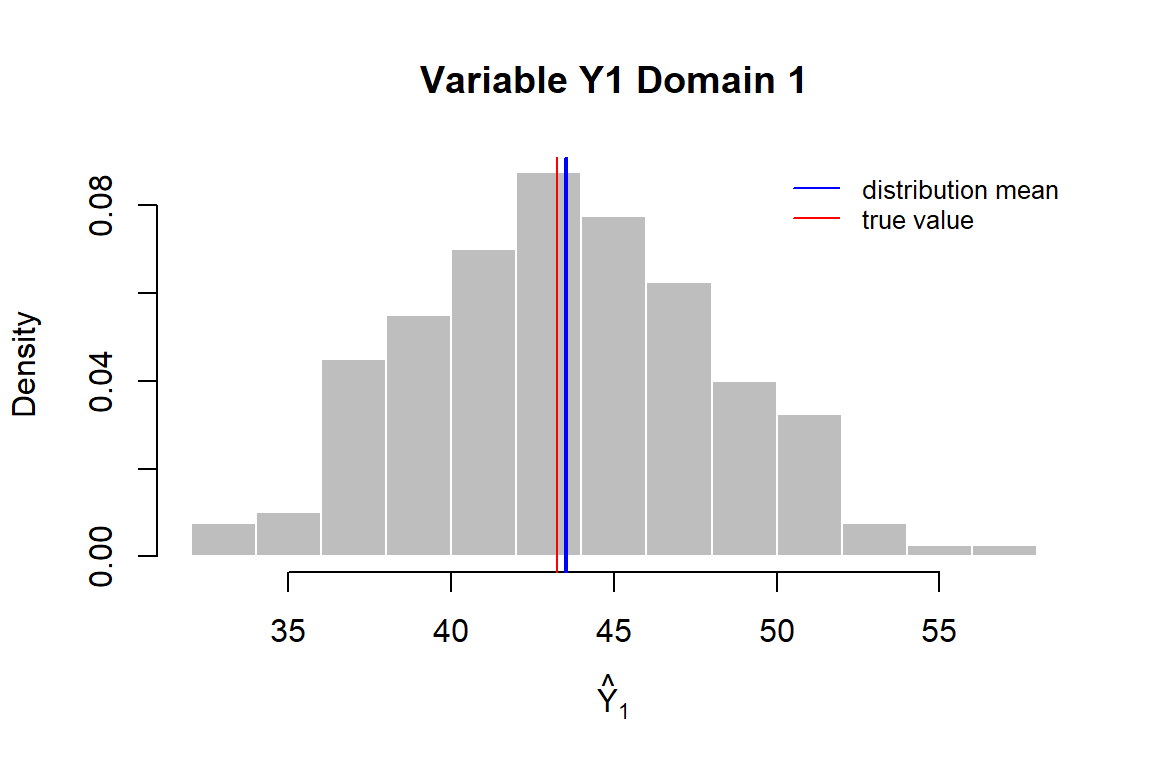 Variable Y1 Domain 1
distribution mean
true value
Density
0.08
0.04
0.00
35 40 45 50 55
Ŷ₁